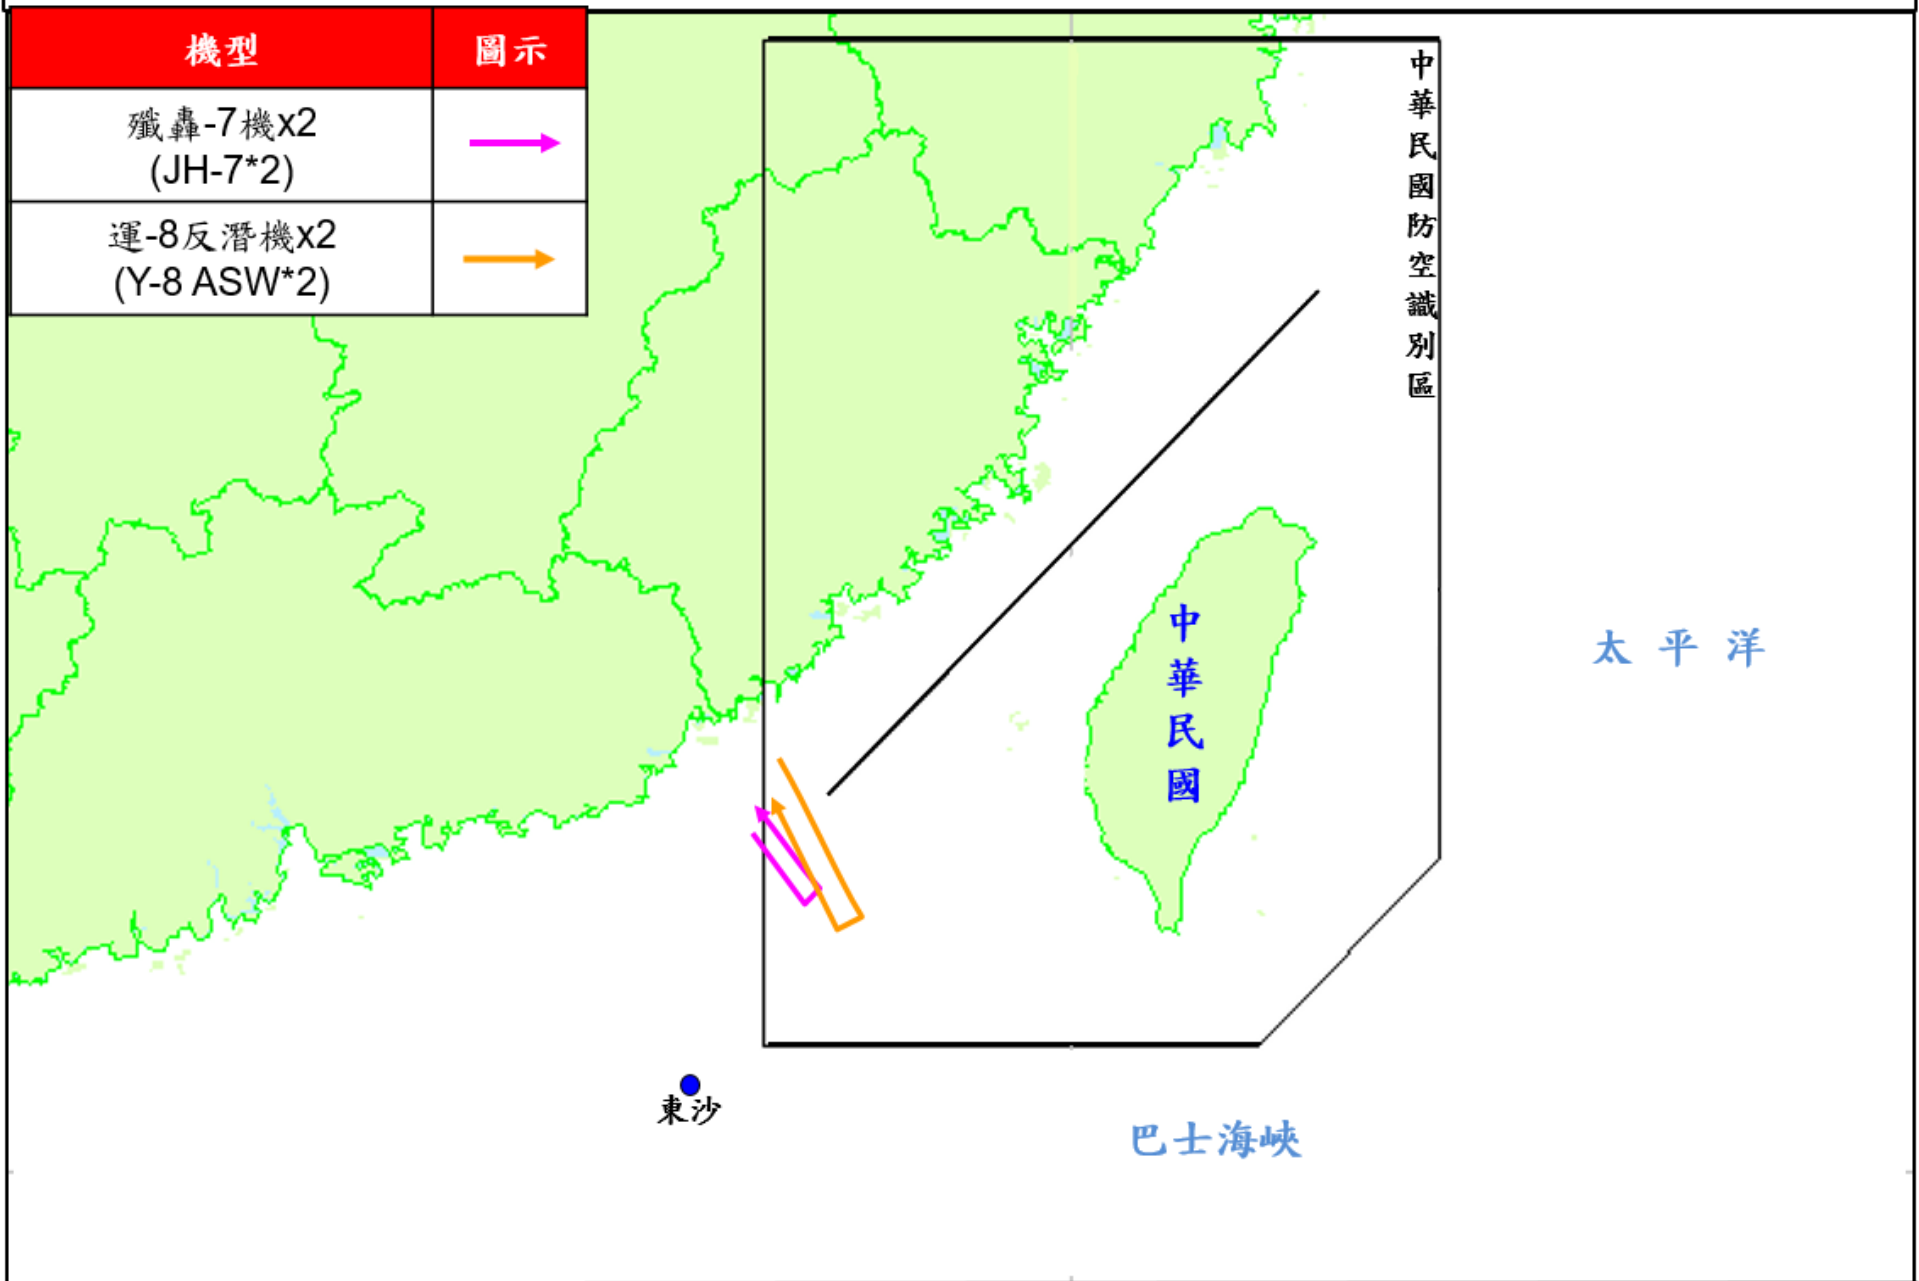 機型
圖示
殲轟-7機x2
(JH-7*2)
運-8反潛機x2
(Y-8 ASW*2)
中華民國防空識別區
中華民國
太平洋
東沙
巴士海峽